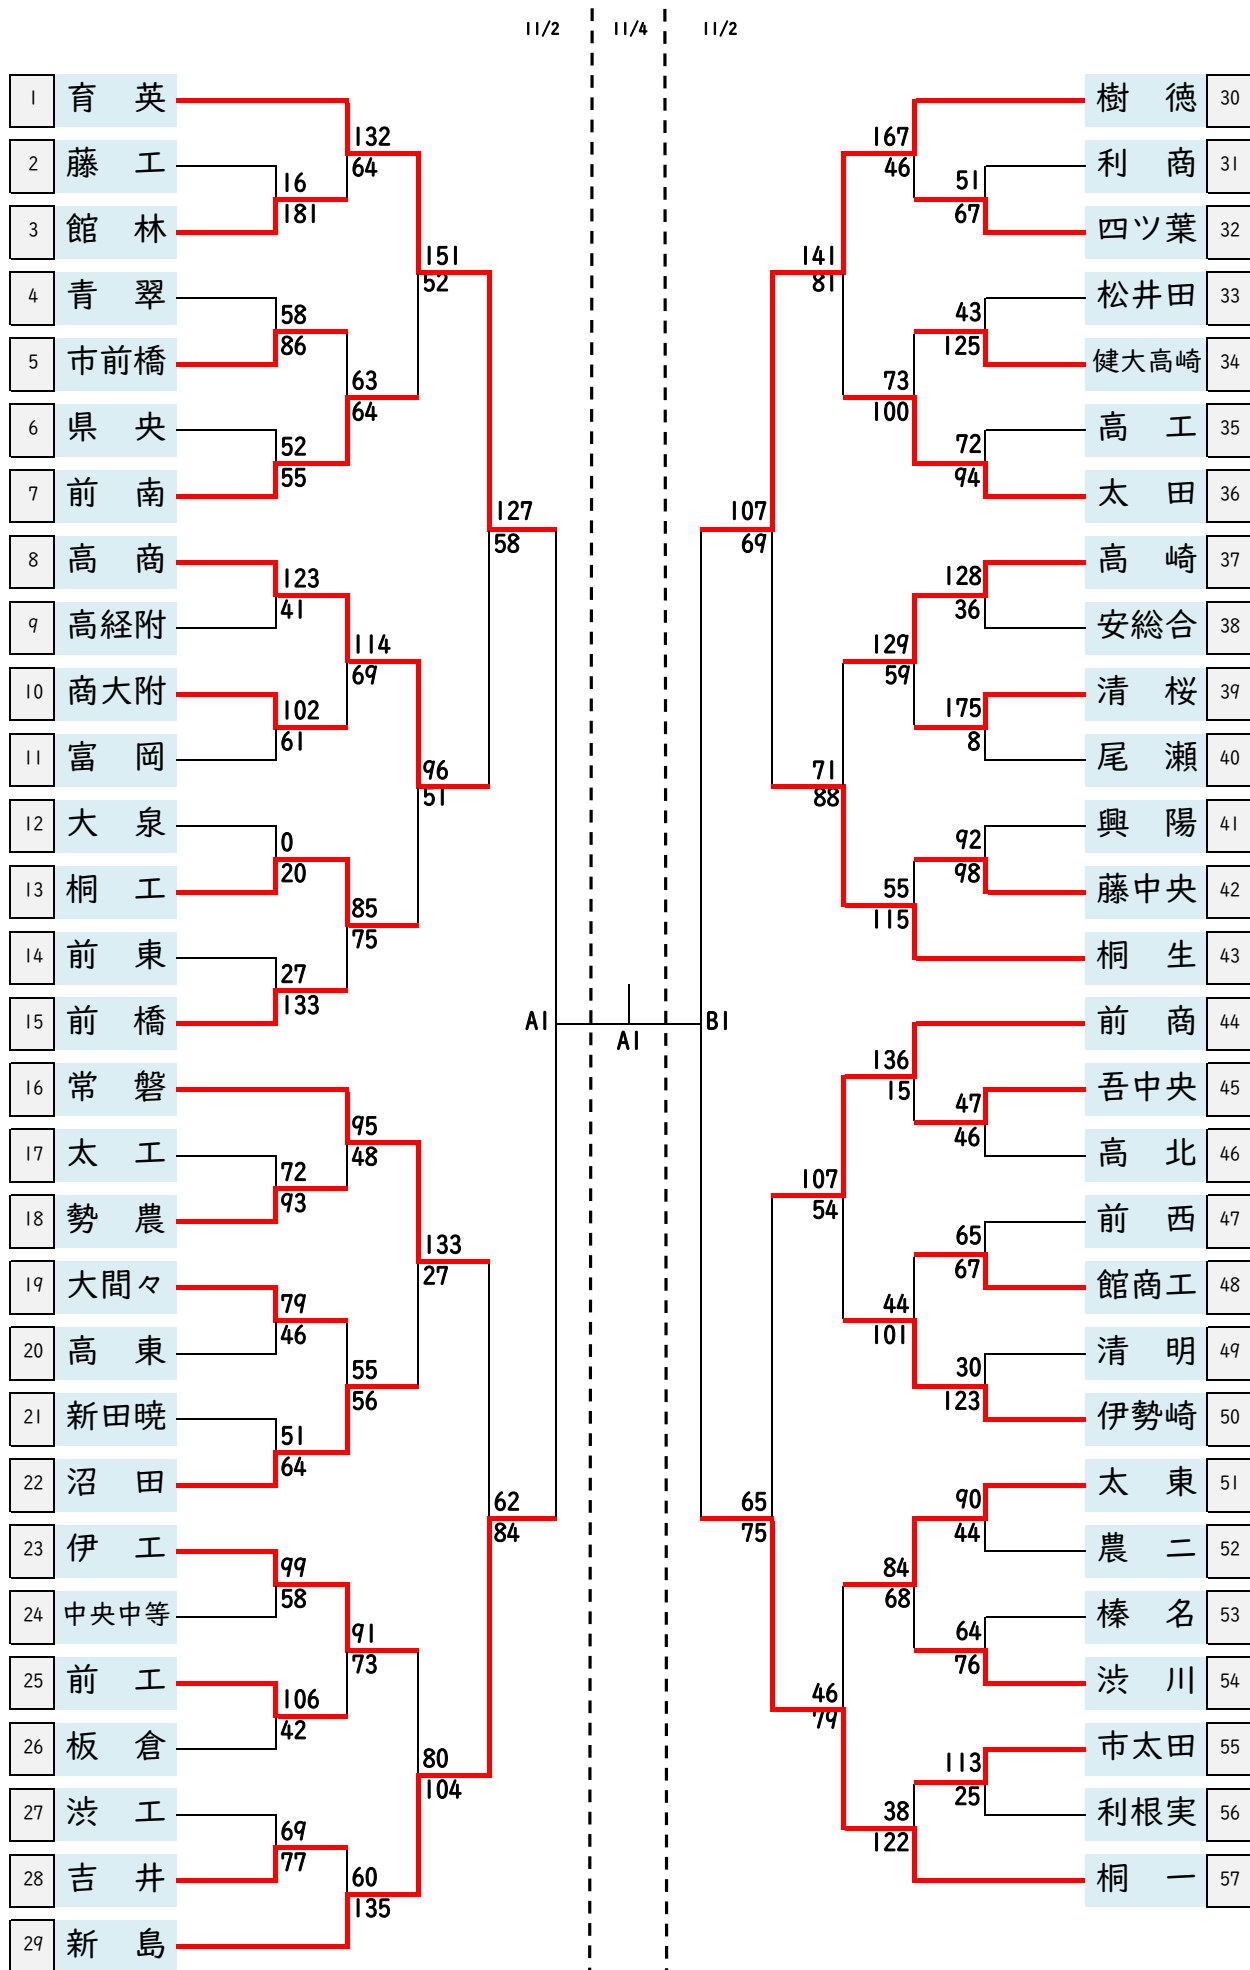 11/2 11/4 11/2
1 育英
2 藤工
3 館林
4 青翠
5 市前橋
6 県央
7 前南
8 高商
9 高経附
10 商大附
11 富岡
12 大泉
13 桐工
14 前東
15 前橋
16 常磐
17 太工
18 勢農
19 大間々
20 高東
21 新田暁
22 沼田
23 伊工
24 中央中等
25 前工
26 板倉
27 渋工
28 吉井
29 新島
132
64
16
181
151
52
58
86
63
64
52
55
127
58
123
41
114
69
102
61
96
51
0
20
85
75
27
133
A1
95
48
72
93
133
27
79
46
55
56
51
64
62
84
99
58
91
73
106
42
80
104
69
77
60
135
A1
樹徳 30
利商 31
四ツ葉 32
松井田 33
健大高崎 34
高工 35
太田 36
高崎 37
安総合 38
清桜 39
尾瀬 40
興陽 41
藤中央 42
桐生 43
前商 44
吾中央 45
高北 46
前西 47
館商工 48
清明 49
伊勢崎 50
太東 51
農二 52
榛名 53
渋川 54
市太田 55
利根実 56
桐一 57
167
46
51
67
141
81
43
125
73
100
72
94
107
69
128
36
129
59
175
8
71
88
92
98
55
115
B1
136
15
47
46
107
54
65
67
44
101
30
123
65
75
90
44
84
68
64
76
46
79
113
25
38
122